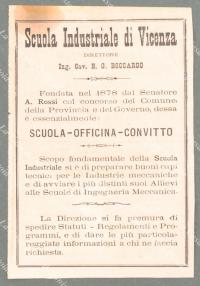 Scuola Industriale di Vicenza
DIRETTORE
Ing. Cav. E. G. BOCCARDO
Fondata nel 1878 dal Senatore
A. Rossi col concorso del Comune,
della Provincia e del Governo, dessa
è essenzialmente:
SCUOLA-OFFICINA-CONVITTO
Scopo fondamentale della Scuola
Industriale si è di preparare buoni capi
tecnici per le Industrie meccaniche
e di avviare i più distinti suoi Allievi
alle Scuole di Ingegneria Meccanica.
La Direzione si fa premura di
spedire Statuti - Regolamenti e Pro-
grammi, e di dare le più particola-
reggiate informazioni a chi ne faccia
richiesta.